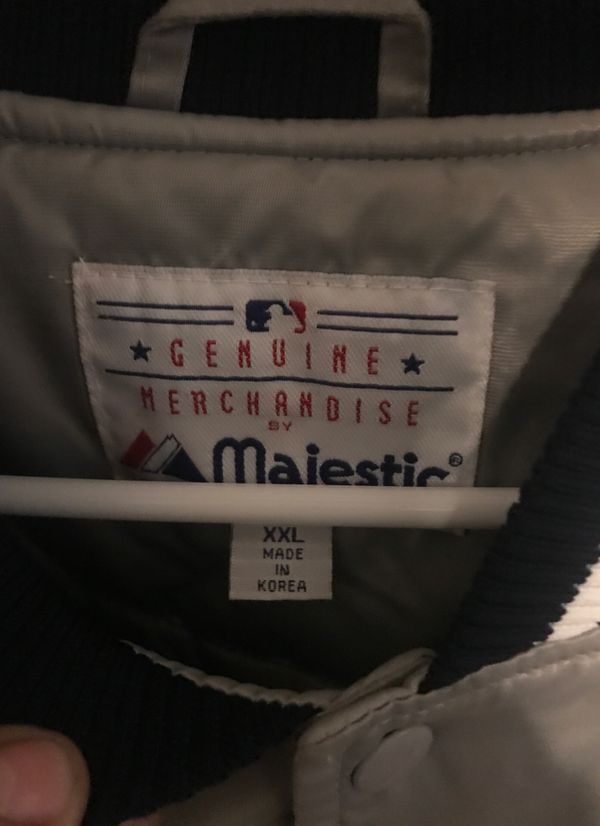 GENUINE
MERCHANDISE
BY
Majestic®
XXL
MADE
IN
KOREA